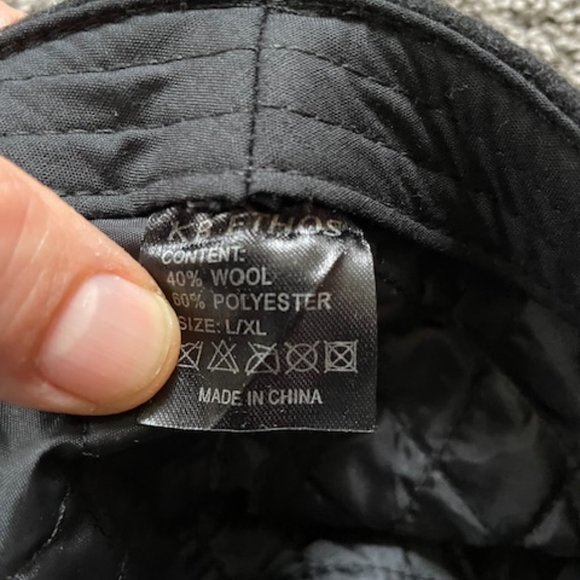 K B ETHOS
CONTENT:
40% WOOL
60% POLYESTER
SIZE: L/XL
MADE IN CHINA